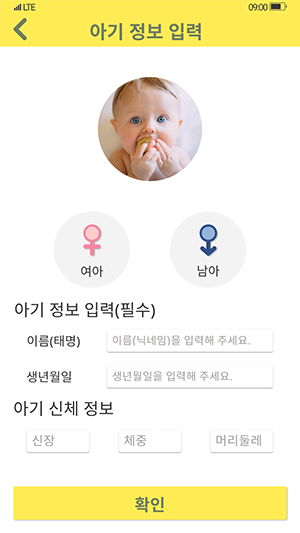 LTE 09:00
아기 정보 입력
여아 남아
아기 정보 입력(필수)
이름(태명) 이름(닉네임)을 입력해 주세요.
생년월일 생년월일을 입력해 주세요.
아기 신체 정보
신장 체중 머리둘레
확인